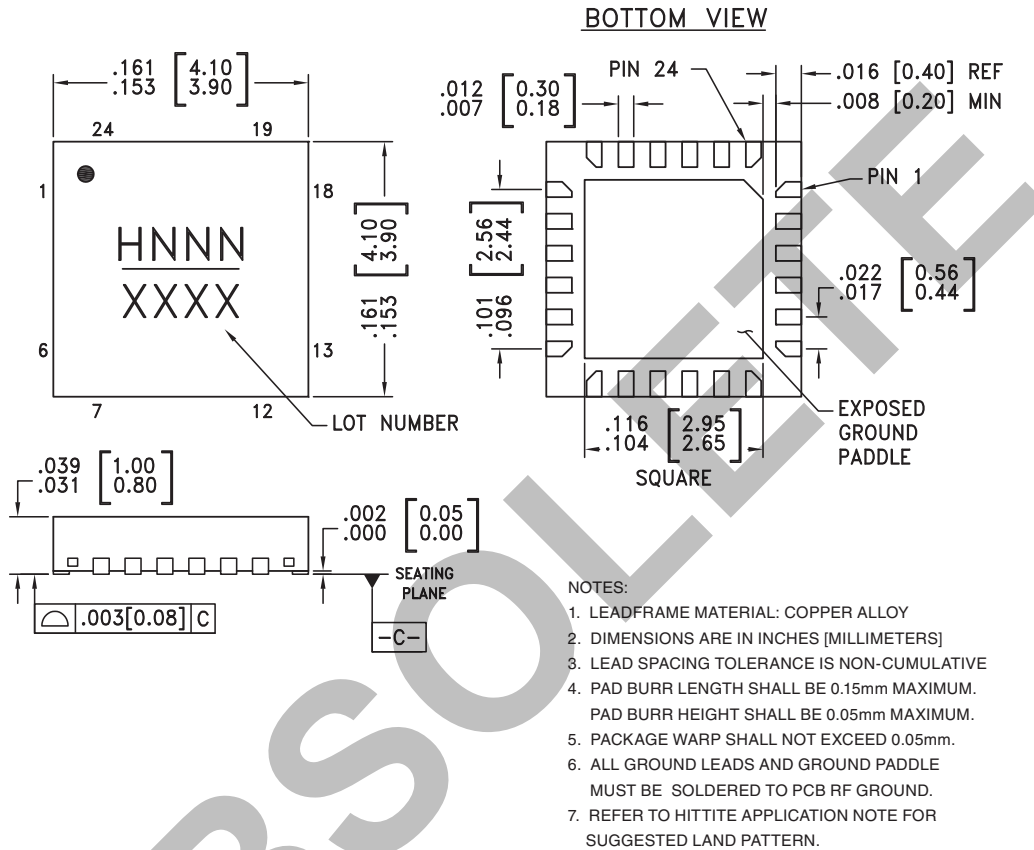 BOTTOM VIEW
.161 [4.10]
.153 [3.90]
24 19
1 18
HNNN
XXXX
6 13
7 12
LOT NUMBER
[4.10]
[3.90]
.161
.153
PIN 24
.012 [0.30]
.007 [0.18]
.016 [0.40] REF
.008 [0.20] MIN
PIN 1
[2.56]
[2.44]
.101
.096
.022 [0.56]
.017 [0.44]
.116 [2.95]
.104 [2.65]
SQUARE
EXPOSED
GROUND
PADDLE
.039 [1.00]
.031 [0.80]
.002 [0.05]
.000 [0.00]
SEATING
PLANE
.003[0.08] C
-C-
NOTES:
1. LEADFRAME MATERIAL: COPPER ALLOY
2. DIMENSIONS ARE IN INCHES [MILLIMETERS]
3. LEAD SPACING TOLERANCE IS NON-CUMULATIVE
4. PAD BURR LENGTH SHALL BE 0.15mm MAXIMUM.
PAD BURR HEIGHT SHALL BE 0.05mm MAXIMUM.
5. PACKAGE WARP SHALL NOT EXCEED 0.05mm.
6. ALL GROUND LEADS AND GROUND PADDLE
MUST BE SOLDERED TO PCB RF GROUND.
7. REFER TO HITTITE APPLICATION NOTE FOR
SUGGESTED LAND PATTERN.
BSOLETE